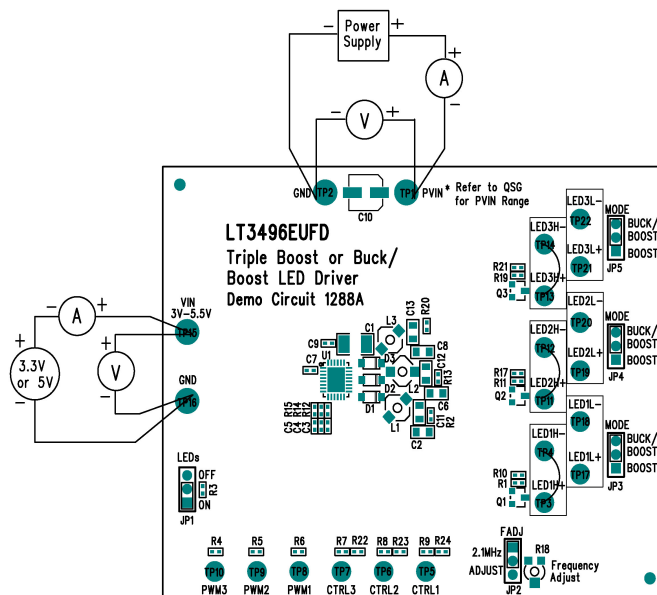 Power
Supply
- +
A
+
-
V
- +
GND TP2
C10
TP1 PVIN
* Refer to QSG
for PVIN Range
LT3496EUFD
Triple Boost or Buck/
Boost LED Driver
Demo Circuit 1288A
VIN
3V-5.5V
TP15
GND
TP16
- A +
+
V
-
+
3.3V
or 5V
-
LED3L-
TP22
LED3L+
TP21
LED3H-
TP14
LED3H+
TP13
MODE
BUCK/
BOOST
BOOST
JP5
R21
R19
Q3
LED2L-
TP20
LED2L+
TP19
LED2H-
TP12
LED2H+
TP11
MODE
BUCK/
BOOST
BOOST
JP4
R17
R11
Q2
LED1L-
TP18
LED1L+
TP17
LED1H-
TP4
LED1H+
TP3
MODE
BUCK/
BOOST
BOOST
JP3
R10
R1
Q1
C9
C1
L3
C13
R20
C8
C7
U1
D3
C12
R13
L2
D2
C6
D1
L1
C11
R2
C2
R15
R14
R12
C5
C4
C3
LEDs
OFF
R3
ON
JP1
R4 R5 R6 R7 R22 R8 R23 R9 R24
TP10 TP9 TP8 TP7 TP6 TP5
PWM3 PWM2 PWM1 CTRL3 CTRL2 CTRL1
FADJ
2.1MHz
ADJUST
JP2
R18
Frequency
Adjust